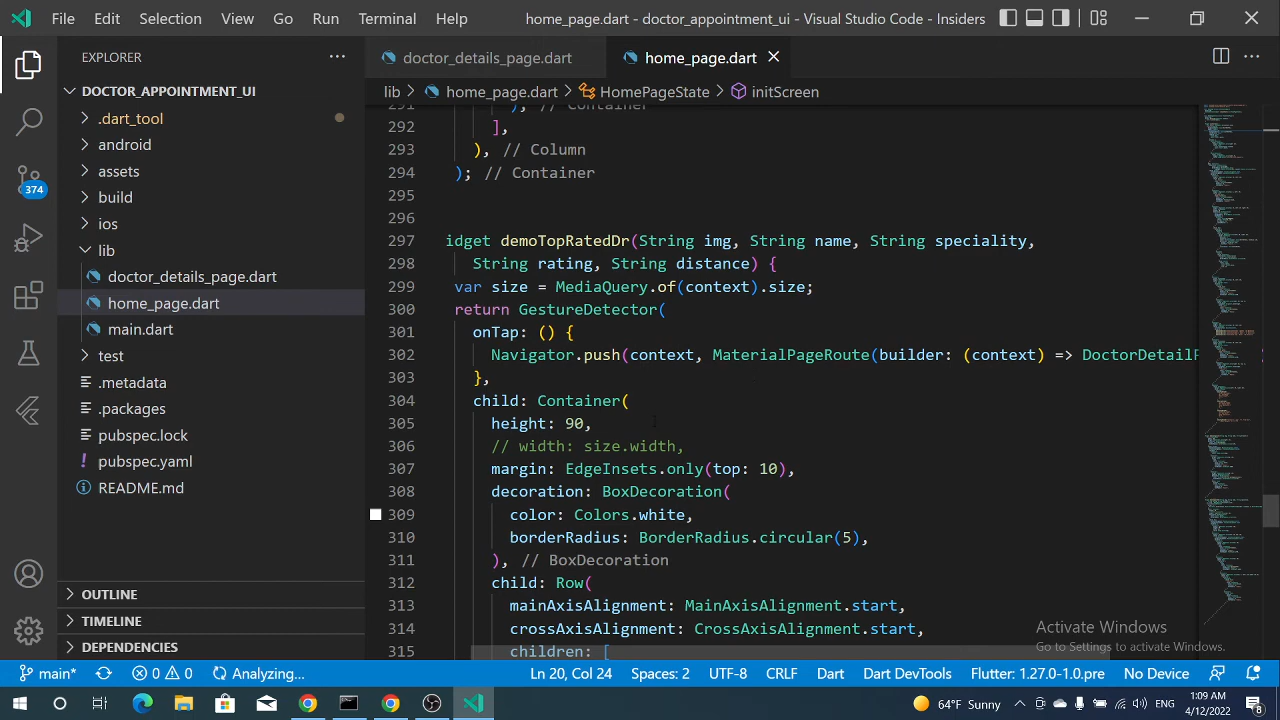 File Edit Selection View Go Run Terminal Help home_page.dart - doctor_appointment_ui - Visual Studio Code - Insiders
EXPLORER
doctor_details_page.dart home_page.dart
lib home_page.dart HomePageState initScreen
DOCTOR_APPOINTMENT_UI
.dart_tool
android
assets
374
build
ios
lib
doctor_details_page.dart
home_page.dart
main.dart
test
.metadata
.packages
pubspec.lock
pubspec.yaml
README.md
OUTLINE
TIMELINE
DEPENDENCIES
291 ), // Container
292 ],
293 ), // Column
294 ); // Container
295
296
297 idget demoTopRatedDr(String img, String name, String speciality,
298 String rating, String distance) {
299 var size = MediaQuery.of(context).size;
300 return GestureDetector(
301 onTap: () {
302 Navigator.push(context, MaterialPageRoute(builder: (context) => DoctorDetailP
303 },
304 child: Container(
305 height: 90,
306 // width: size.width,
307 margin: EdgeInsets.only(top: 10),
308 decoration: BoxDecoration(
309 color: Colors.white,
310 borderRadius: BorderRadius.circular(5),
311 ), // BoxDecoration
312 child: Row(
313 mainAxisAlignment: MainAxisAlignment.start,
314 crossAxisAlignment: CrossAxisAlignment.start,
315 children: [
Activate Windows
Go to Settings to activate Windows.
main* 0 0 Analyzing... Ln 20, Col 24 Spaces: 2 UTF-8 CRLF Dart Dart DevTools Flutter: 1.27.0-1.0.pre No Device
64°F Sunny 1:09 AM
4/12/2022 8